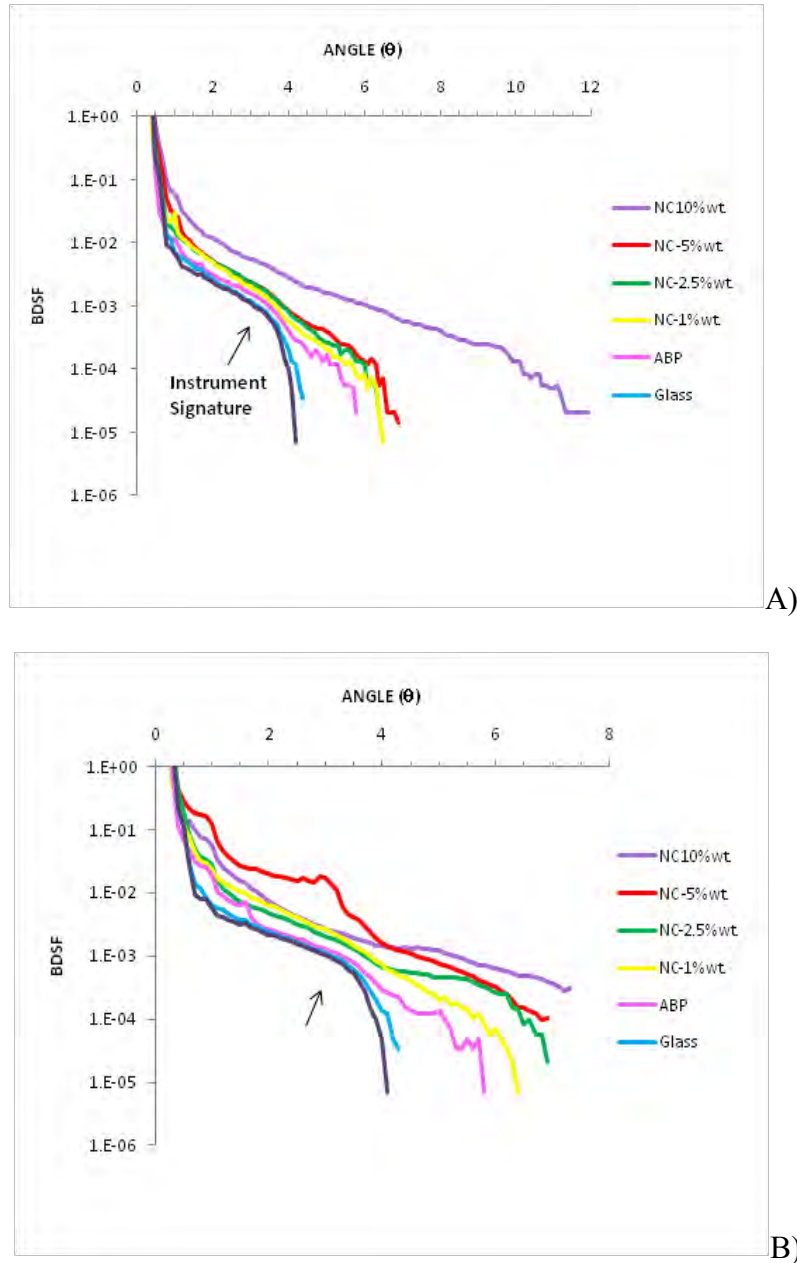 ANGLE (θ)
0 2 4 6 8 10 12
1.E+00
1.E-01
1.E-02
1.E-03
1.E-04
1.E-05
1.E-06
BDSF
Instrument
Signature
NC10%wt.
NC-5%wt.
NC-2.5%wt.
NC-1%wt.
ABP
Glass
A)
ANGLE (θ)
0 2 4 6 8
1.E+00
1.E-01
1.E-02
1.E-03
1.E-04
1.E-05
1.E-06
BDSF
NC10%wt.
NC-5%wt.
NC-2.5%wt.
NC-1%wt.
ABP
Glass
B)